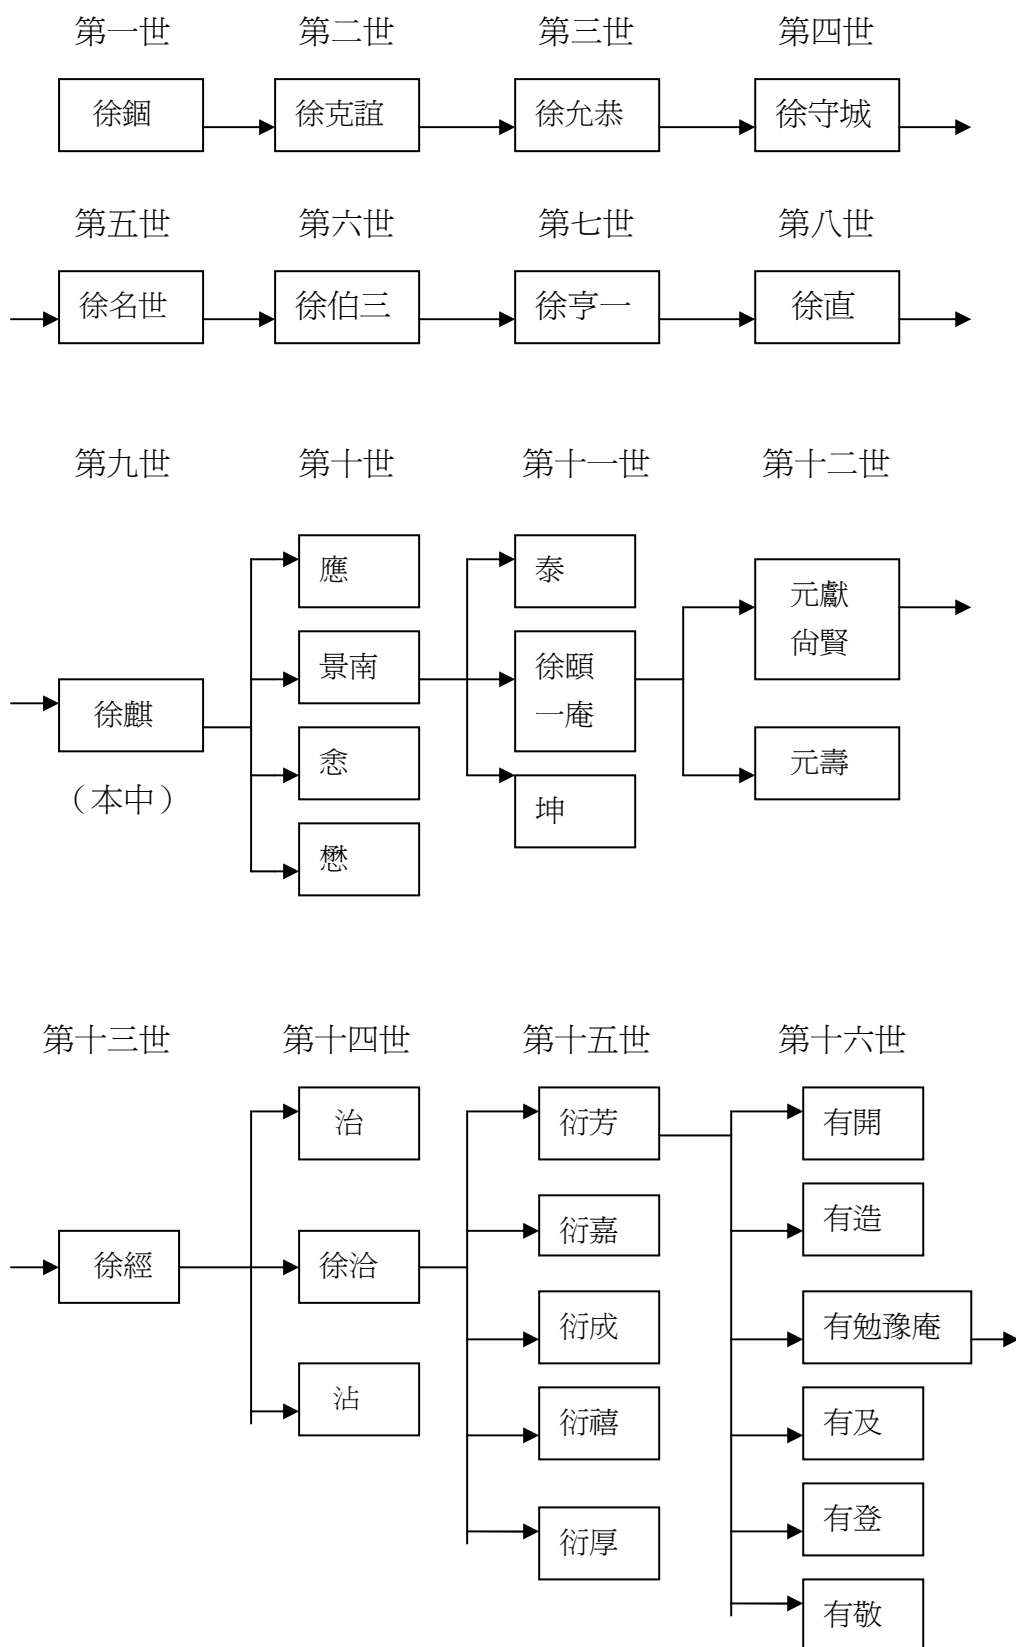 第一世 第二世 第三世 第四世
徐錮 徐克誼 徐允恭 徐守城
第五世 第六世 第七世 第八世
徐名世 徐伯三 徐亨一 徐直
第九世 第十世 第十一世 第十二世
應 泰
元獻
尙賢
景南
徐頤
一庵
徐麒
（本中）
悆
元壽
坤
懋
第十三世 第十四世 第十五世 第十六世
治 衍芳 有開
衍嘉 有造
徐經 徐洽
衍成 有勉豫庵
沾 衍禧 有及
衍厚 有登
有敬